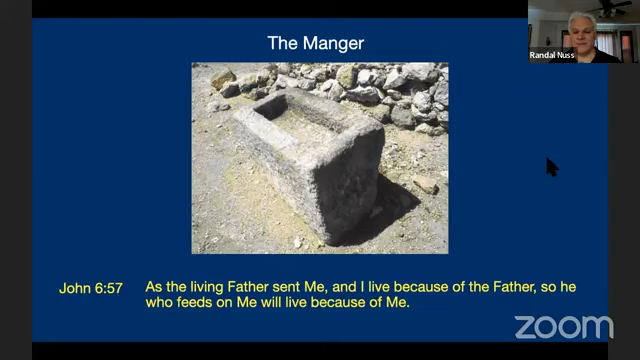 The Manger
Randal Nuss
John 6:57
As the living Father sent Me, and I live because of the Father, so he
who feeds on Me will live because of Me.
zoom